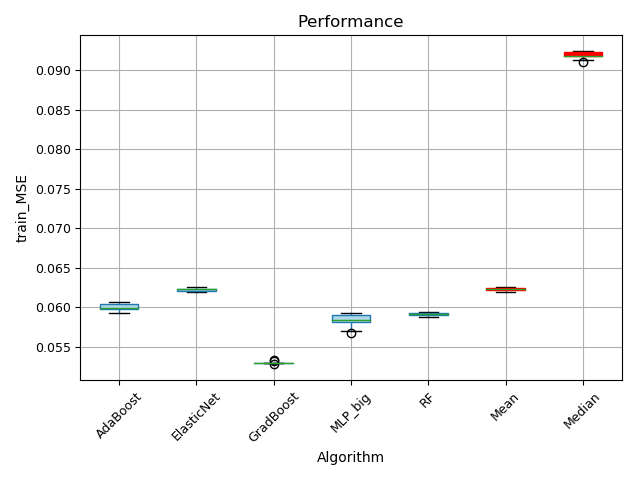 Performance
train_MSE
0.090
0.085
0.080
0.075
0.070
0.065
0.060
0.055
AdaBoost
ElasticNet
GradBoost
MLP_big
RF
Mean
Median
Algorithm